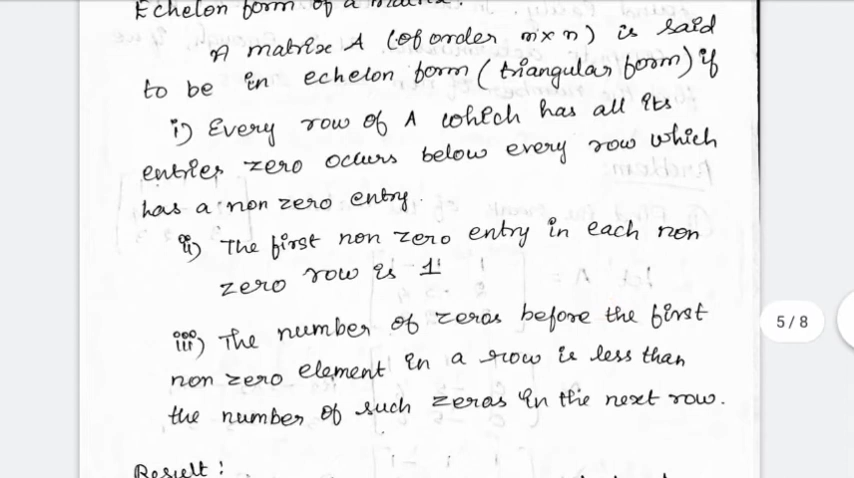 Echelon form of a matrix.
A matrix A (of order m×n) is said
to be in echelon form (triangular form) if
i) Every row of A which has all its
entries zero occurs below every row which
has a non zero entry.
ii) The first non zero entry in each non
zero row is 1
iii) The number of zeros before the first
non zero element in a row is less than
the number of such zeros in the next row.
5 / 8
Result :